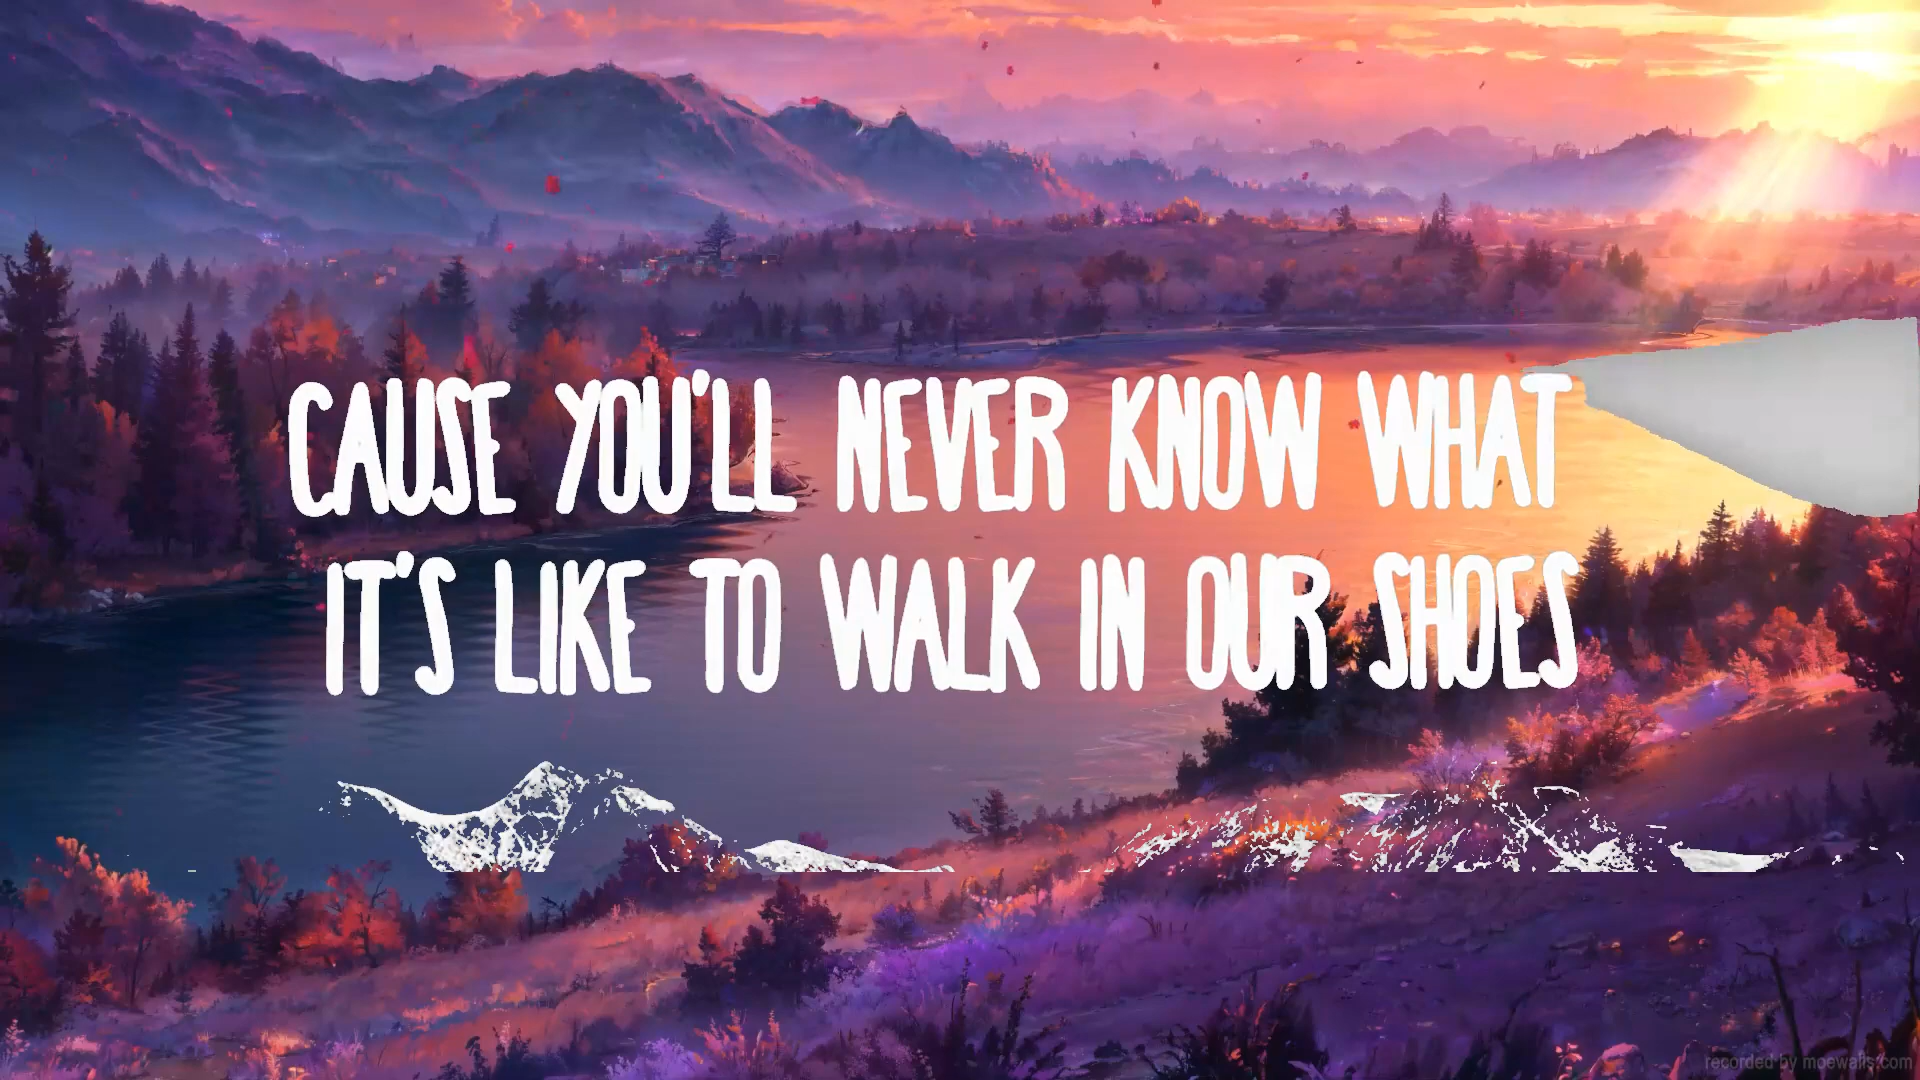 CAUSE YOU'LL NEVER KNOW WHAT
IT'S LIKE TO WALK IN OUR SHOES
recorded by moewalls.com